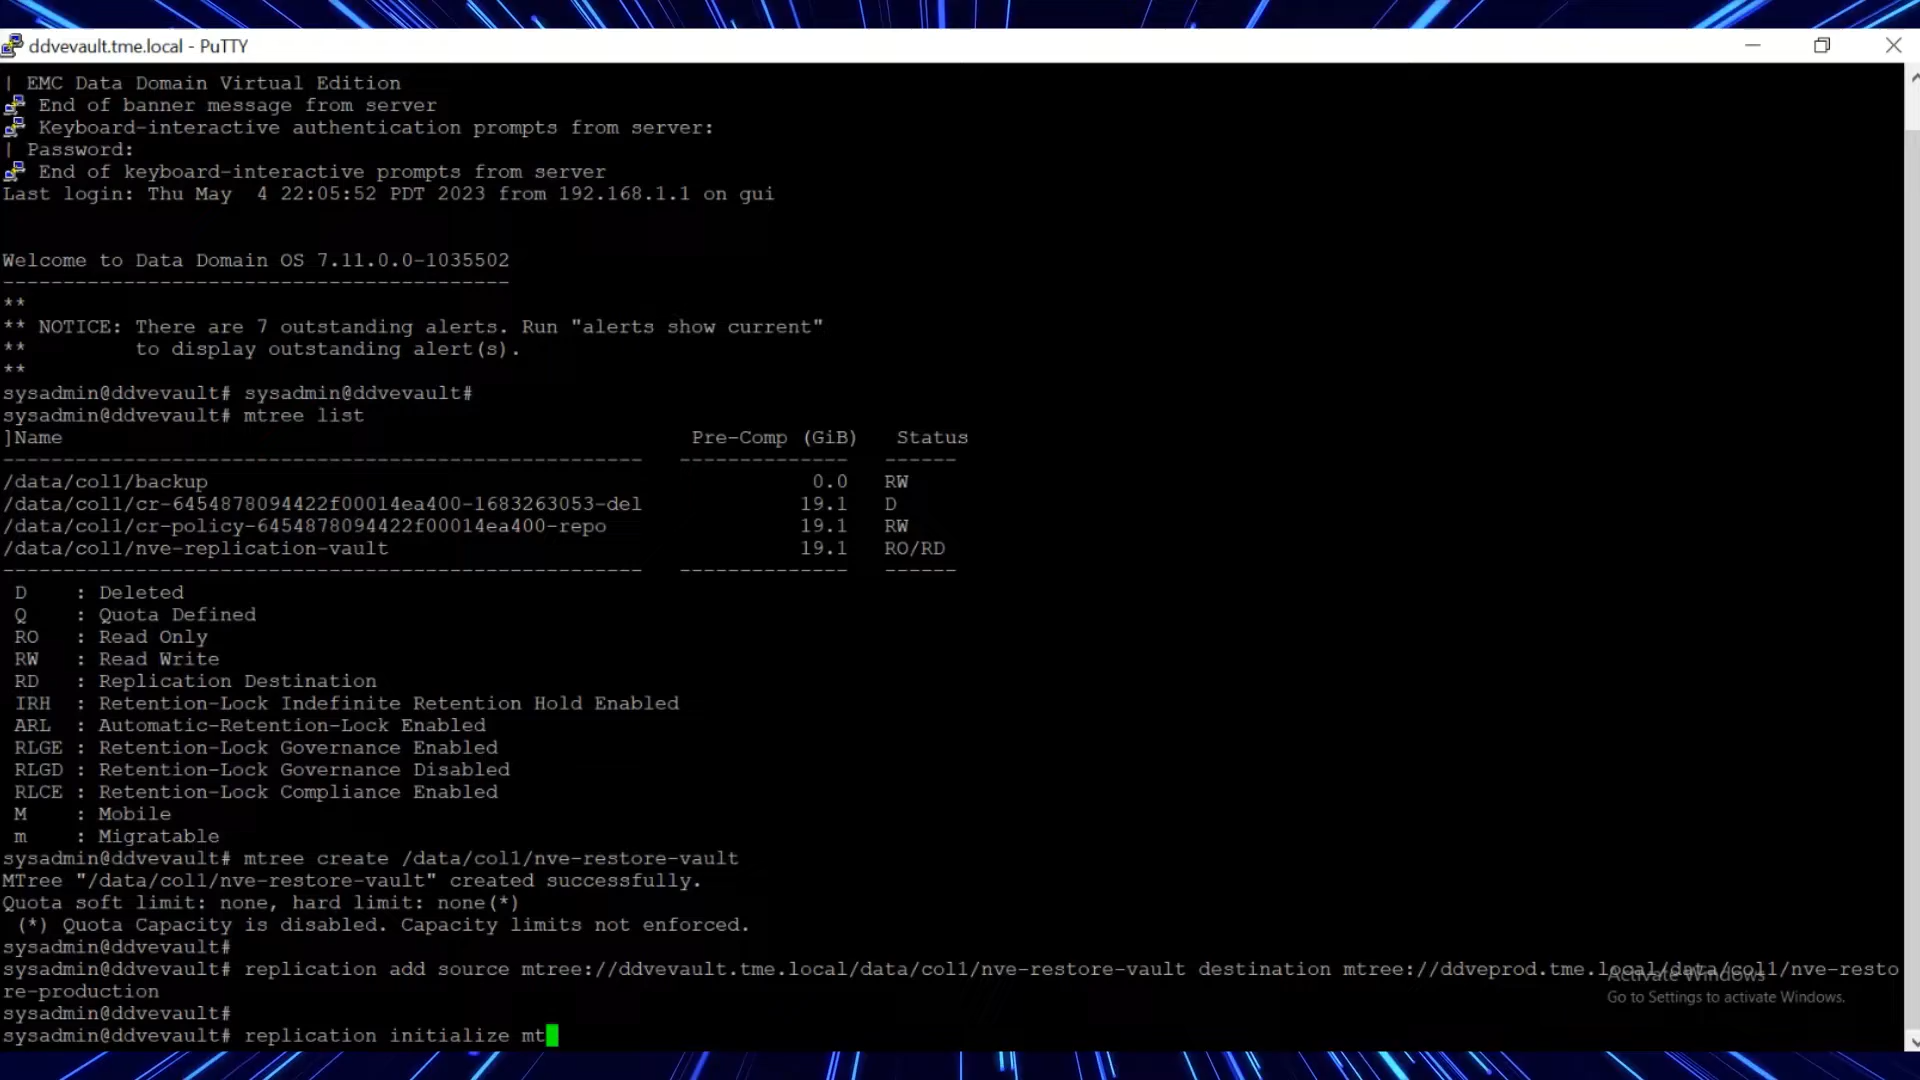 ddvevault.tme.local - PuTTY
| EMC Data Domain Virtual Edition
End of banner message from server
Keyboard-interactive authentication prompts from server:
| Password:
End of keyboard-interactive prompts from server
Last login: Thu May  4 22:05:52 PDT 2023 from 192.168.1.1 on gui
Welcome to Data Domain OS 7.11.0.0-1035502
------------------------------------------
**
** NOTICE: There are 7 outstanding alerts. Run "alerts show current"
**         to display outstanding alert(s).
**
sysadmin@ddvevault# sysadmin@ddvevault#
sysadmin@ddvevault# mtree list
]Name                                                    Pre-Comp (GiB)   Status
-----------------------------------------------------   --------------   ------
/data/col1/backup                                                  0.0   RW
/data/col1/cr-6454878094422f00014ea400-1683263053-del             19.1   D
/data/col1/cr-policy-6454878094422f00014ea400-repo                19.1   RW
/data/col1/nve-replication-vault                                  19.1   RO/RD
-----------------------------------------------------   --------------   ------
D    : Deleted
Q    : Quota Defined
RO   : Read Only
RW   : Read Write
RD   : Replication Destination
IRH  : Retention-Lock Indefinite Retention Hold Enabled
ARL  : Automatic-Retention-Lock Enabled
RLGE : Retention-Lock Governance Enabled
RLGD : Retention-Lock Governance Disabled
RLCE : Retention-Lock Compliance Enabled
M    : Mobile
m    : Migratable
sysadmin@ddvevault# mtree create /data/col1/nve-restore-vault
MTree "/data/col1/nve-restore-vault" created successfully.
Quota soft limit: none, hard limit: none(*)
(*) Quota Capacity is disabled. Capacity limits not enforced.
sysadmin@ddvevault#
sysadmin@ddvevault# replication add source mtree://ddvevault.tme.local/data/col1/nve-restore-vault destination mtree://ddveprod.tme.local/data/col1/nve-resto
re-production
sysadmin@ddvevault#
sysadmin@ddvevault# replication initialize mt
Activate Windows
Go to Settings to activate Windows.